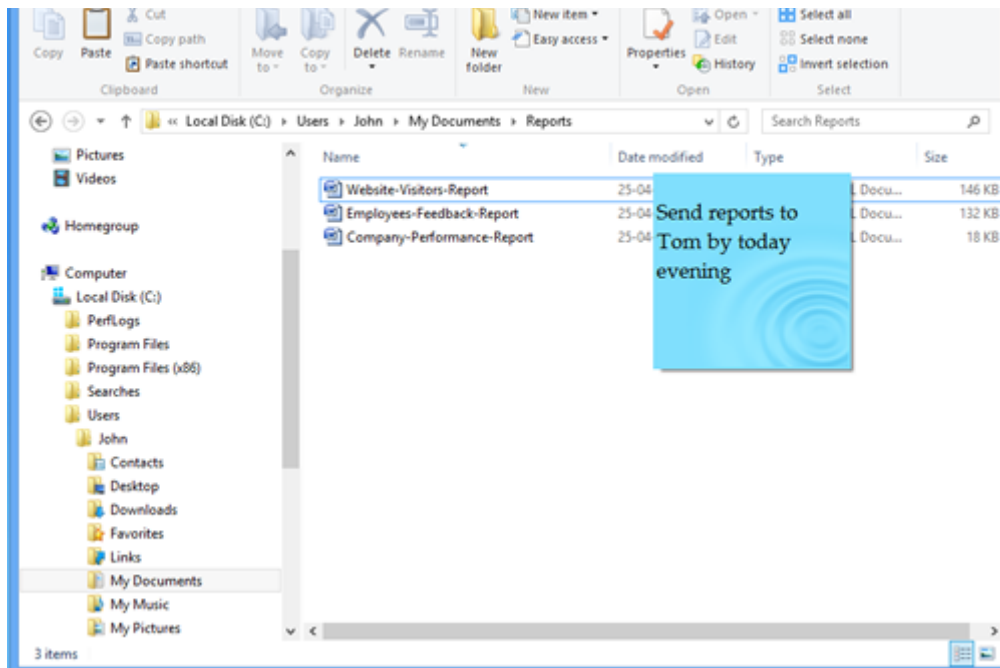 Cut
Copy path
Paste shortcut
Copy
Paste
Clipboard
Move to
Copy to
Delete
Rename
Organize
New folder
New item
Easy access
New
Properties
Open
Edit
History
Open
Select all
Select none
Invert selection
Select
« Local Disk (C:) Users John My Documents Reports
Search Reports
Pictures
Videos
Homegroup
Computer
Local Disk (C:)
PerfLogs
Program Files
Program Files (x86)
Searches
Users
John
Contacts
Desktop
Downloads
Favorites
Links
My Documents
My Music
My Pictures
Name Date modified Type Size
Website-Visitors-Report 25-04 Docu... 146 KB
Employees-Feedback-Report 25-04 L Docu... 132 KB
Company-Performance-Report 25-04 L Docu... 18 KB
Send reports to
Tom by today
evening
3 items